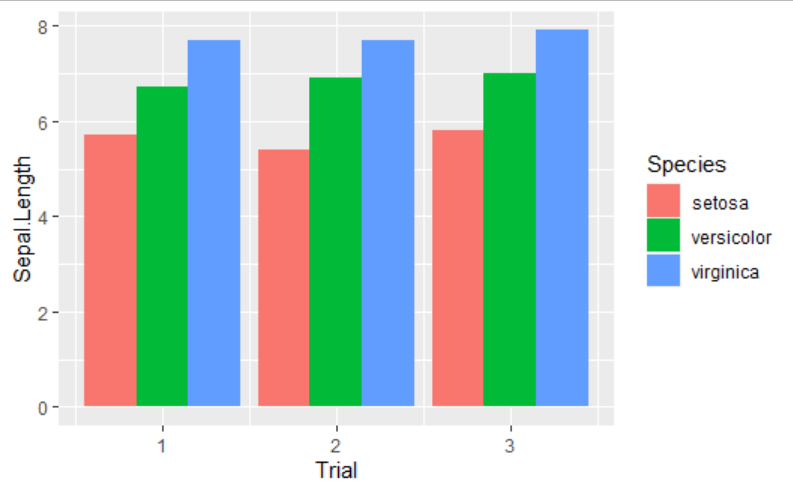 8
6
4
2
0
Sepal.Length
1 2 3
Trial
Species
setosa
versicolor
virginica